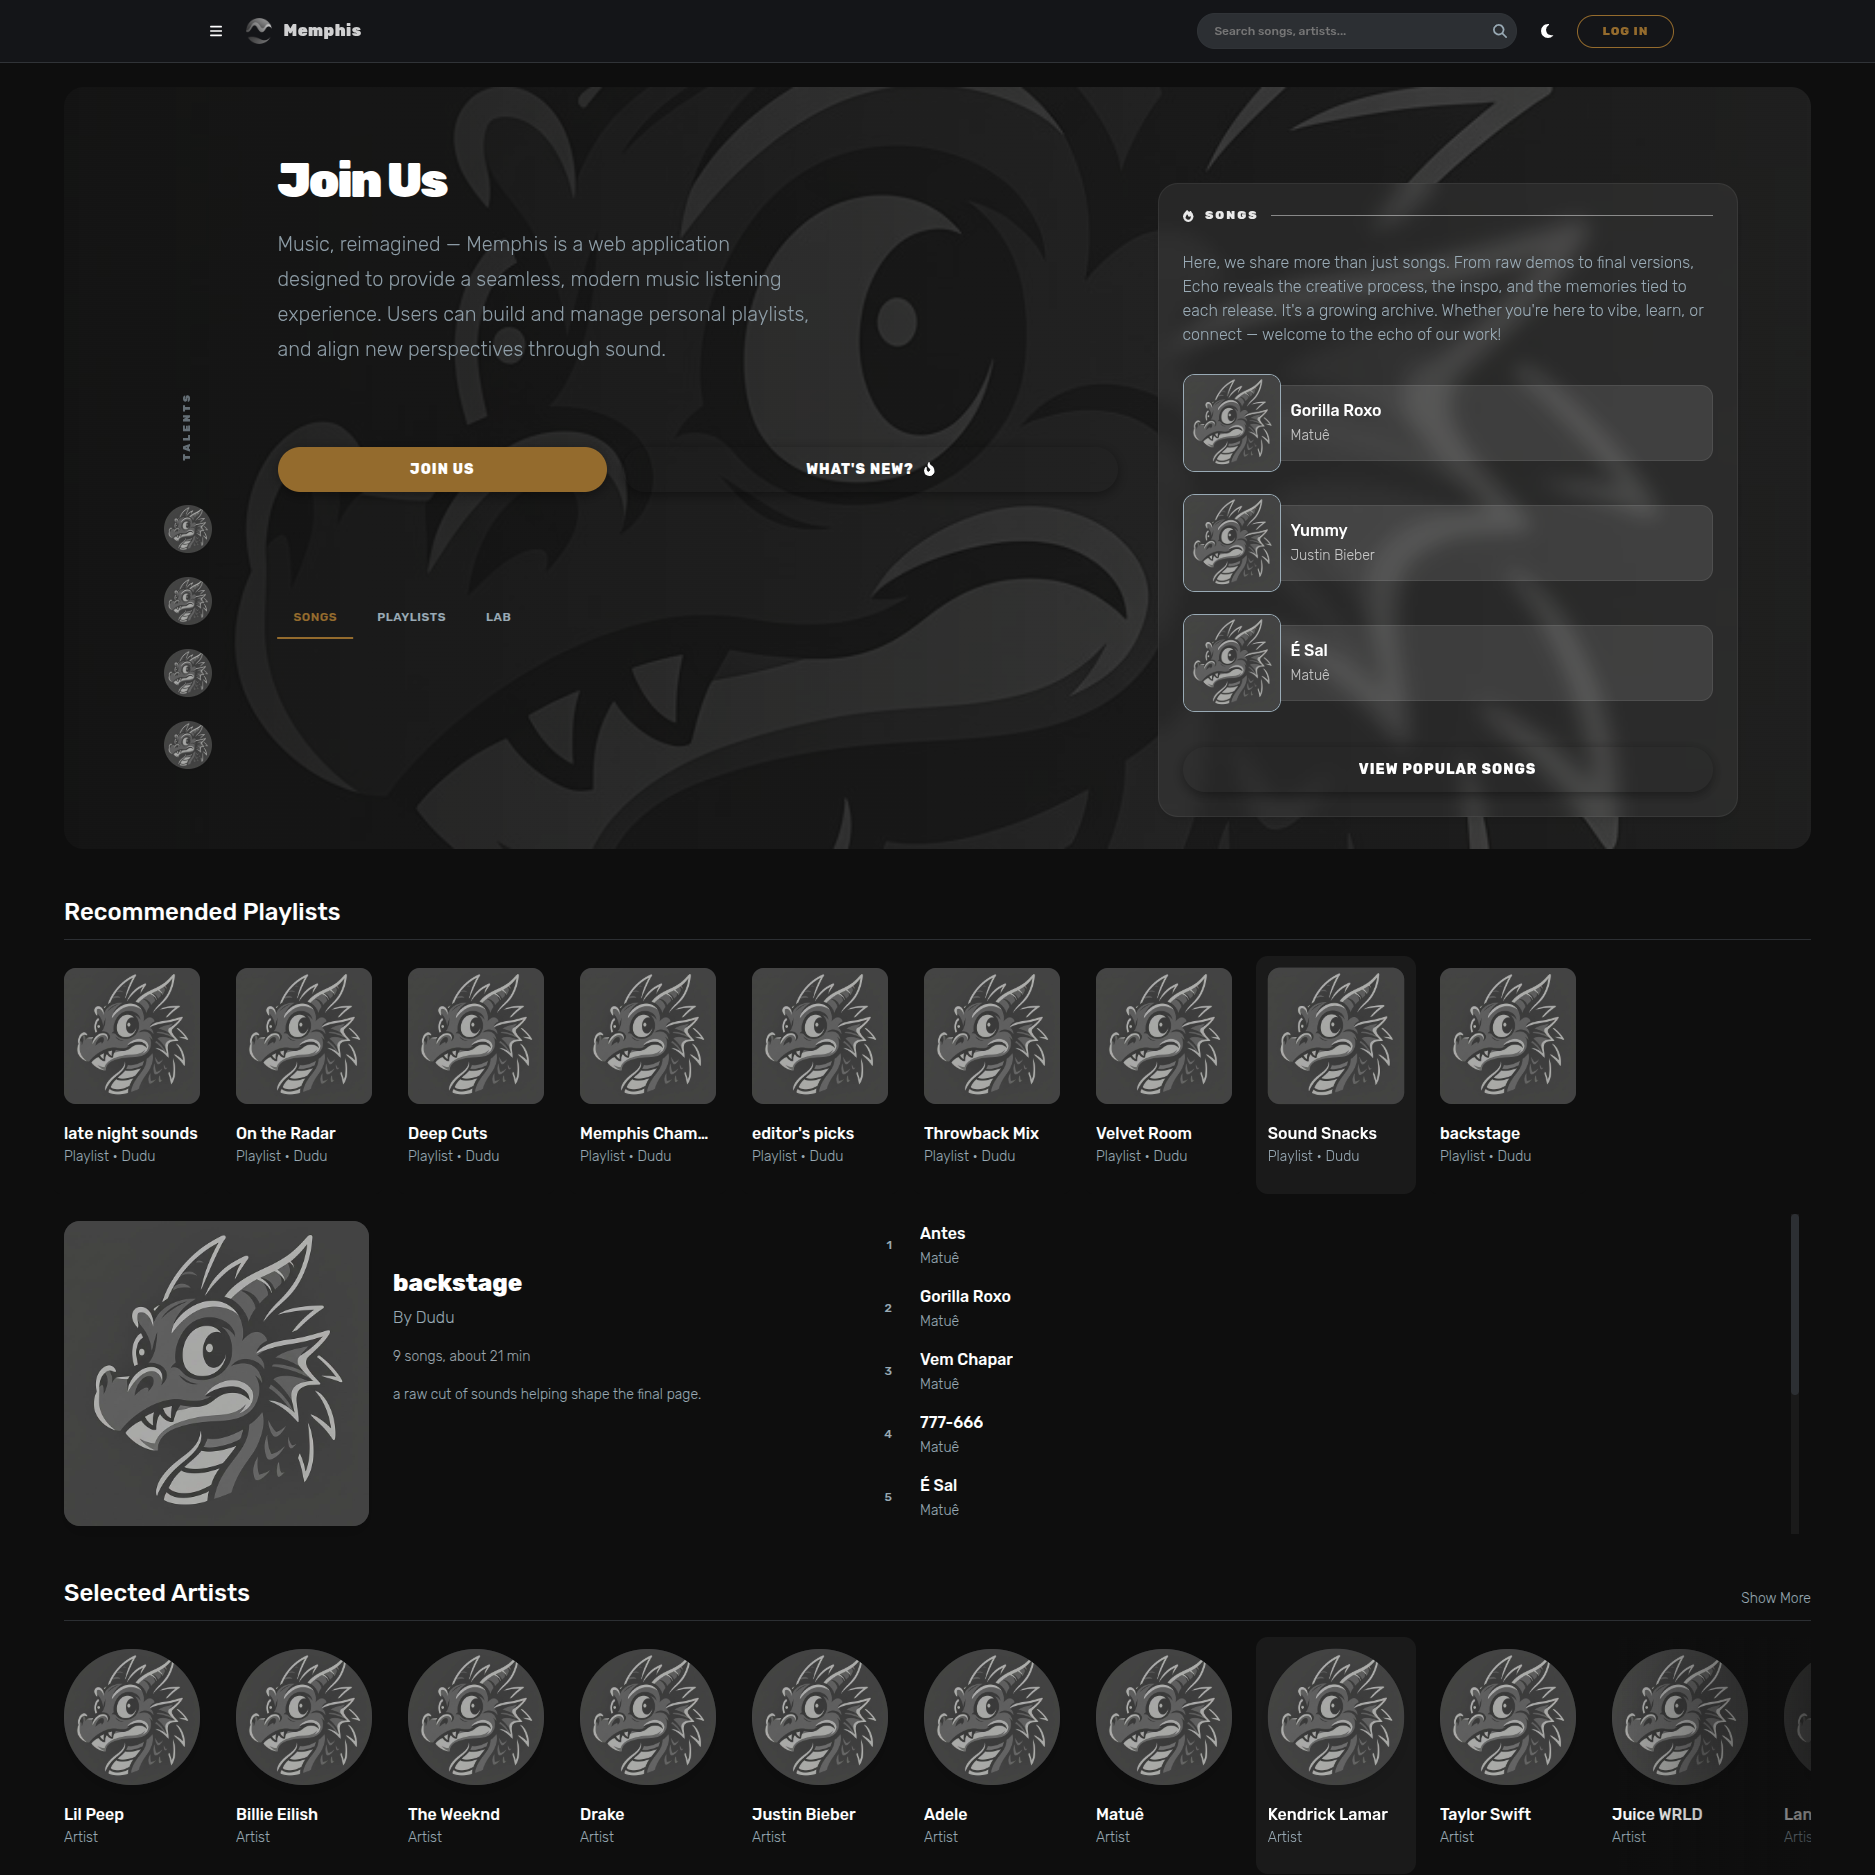 Memphis
Search songs, artists...
LOG IN
Join Us
Music, reimagined — Memphis is a web application
designed to provide a seamless, modern music listening
experience. Users can build and manage personal playlists,
and align new perspectives through sound.
TALENTS
JOIN US
WHAT'S NEW?
SONGS
PLAYLISTS
LAB
SONGS
Here, we share more than just songs. From raw demos to final versions,
Echo reveals the creative process, the inspo, and the memories tied to
each release. It's a growing archive. Whether you're here to vibe, learn, or
connect — welcome to the echo of our work!
Gorilla Roxo
Matuê
Yummy
Justin Bieber
É Sal
Matuê
VIEW POPULAR SONGS
Recommended Playlists
late night sounds
Playlist • Dudu
On the Radar
Playlist • Dudu
Deep Cuts
Playlist • Dudu
Memphis Cham...
Playlist • Dudu
editor's picks
Playlist • Dudu
Throwback Mix
Playlist • Dudu
Velvet Room
Playlist • Dudu
Sound Snacks
Playlist • Dudu
backstage
Playlist • Dudu
backstage
By Dudu
9 songs, about 21 min
a raw cut of sounds helping shape the final page.
1
Antes
Matuê
2
Gorilla Roxo
Matuê
3
Vem Chapar
Matuê
4
777-666
Matuê
5
É Sal
Matuê
Selected Artists
Show More
Lil Peep
Artist
Billie Eilish
Artist
The Weeknd
Artist
Drake
Artist
Justin Bieber
Artist
Adele
Artist
Matuê
Artist
Kendrick Lamar
Artist
Taylor Swift
Artist
Juice WRLD
Artist